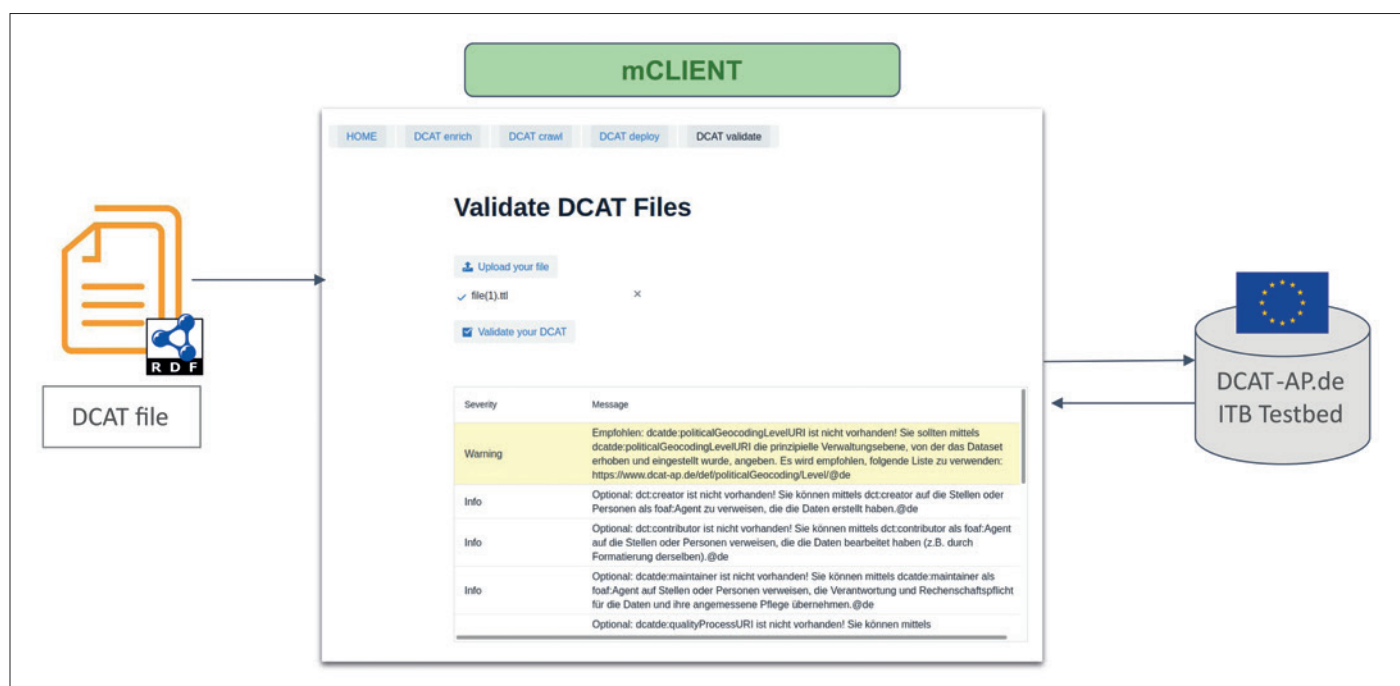 mCLIENT
HOME DCAT enrich DCAT crawl DCAT deploy DCAT validate
Validate DCAT Files
Upload your file
file(1).ttl
Validate your DCAT
Severity Message
Warning
Empfohlen: dcatde:politicalGeocodingLevelURI ist nicht vorhanden! Sie sollten mittels
dcatde:politicalGeocodingLevelURI die prinzipielle Verwaltungsebene, von der das Dataset
erhoben und eingestellt wurde, angeben. Es wird empfohlen, folgende Liste zu verwenden:
https://www.dcat-ap.de/def/politicalGeocoding/Level/@de
Info
Optional: dct:creator ist nicht vorhanden! Sie können mittels dct:creator auf die Stellen oder
Personen als foaf:Agent zu verweisen, die die Daten erstellt haben.@de
Info
Optional: dct:contributor ist nicht vorhanden! Sie können mittels dct:contributor als foaf:Agent
auf die Stellen oder Personen verweisen, die die Daten bearbeitet haben (z.B. durch
Formatierung derselben).@de
Info
Optional: dcatde:maintainer ist nicht vorhanden! Sie können mittels dcatde:maintainer als
foaf:Agent auf Stellen oder Personen verweisen, die Verantwortung und Rechenschaftspflicht
für die Daten und ihre angemessene Pflege übernehmen.@de
Optional: dcatde:qualityProcessURI ist nicht vorhanden! Sie können mittels
RDF
DCAT file
DCAT-AP.de
ITB Testbed